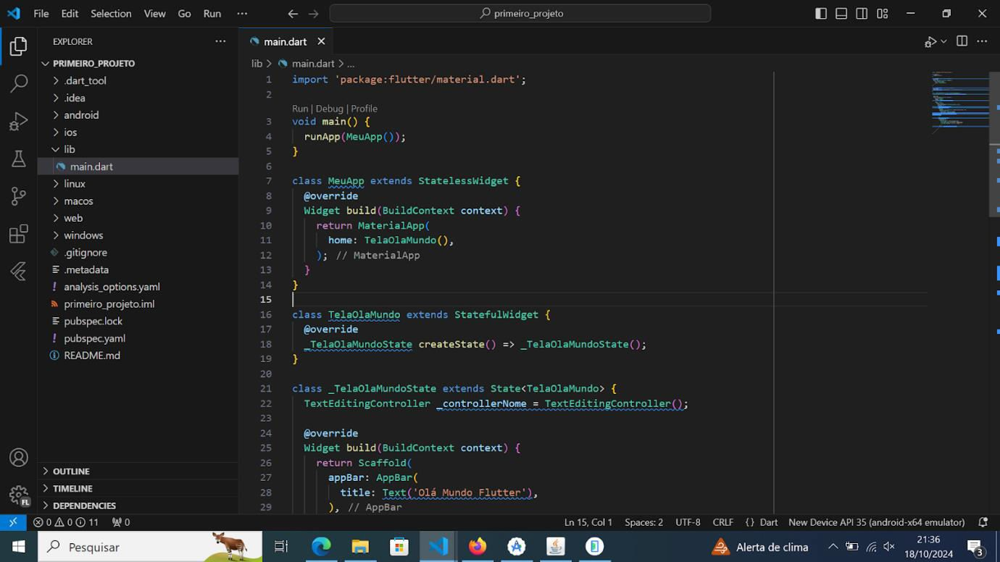 File Edit Selection View Go Run ···
primeiro_projeto
EXPLORER
PRIMEIRO_PROJETO
.dart_tool
.idea
android
ios
lib
main.dart
linux
macos
web
windows
.gitignore
.metadata
analysis_options.yaml
primeiro_projeto.iml
pubspec.lock
pubspec.yaml
README.md
OUTLINE
TIMELINE
DEPENDENCIES
FL
main.dart
lib > main.dart > ...
1 import 'package:flutter/material.dart';
2
Run | Debug | Profile
3 void main() {
4 runApp(MeuApp());
5 }
6
7 class MeuApp extends StatelessWidget {
8 @override
9 Widget build(BuildContext context) {
10 return MaterialApp(
11 home: TelaOlaMundo(),
12 ); // MaterialApp
13 }
14 }
15
16 class TelaOlaMundo extends StatefulWidget {
17 @override
18 _TelaOlaMundoState createState() => _TelaOlaMundoState();
19 }
20
21 class _TelaOlaMundoState extends State<TelaOlaMundo> {
22 TextEditingController _controllerNome = TextEditingController();
23
24 @override
25 Widget build(BuildContext context) {
26 return Scaffold(
27 appBar: AppBar(
28 title: Text('Olá Mundo Flutter'),
29 ), // AppBar
0 0 11 0 Ln 15, Col 1 Spaces: 2 UTF-8 CRLF {} Dart New Device API 35 (android-x64 emulator)
Pesquisar
Alerta de clima
21:36
18/10/2024
3